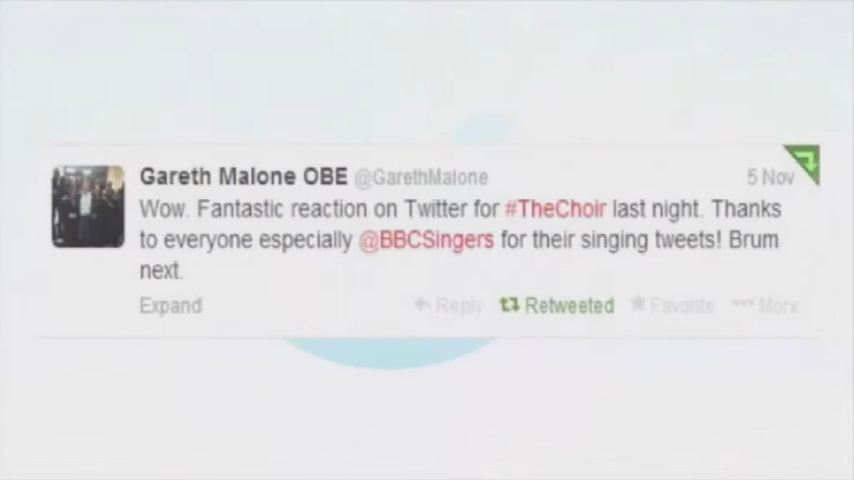 Gareth Malone OBE @GarethMalone 5 Nov
Wow. Fantastic reaction on Twitter for #TheChoir last night. Thanks
to everyone especially @BBCSingers for their singing tweets! Brum
next.
Expand Reply Retweeted Favorite More